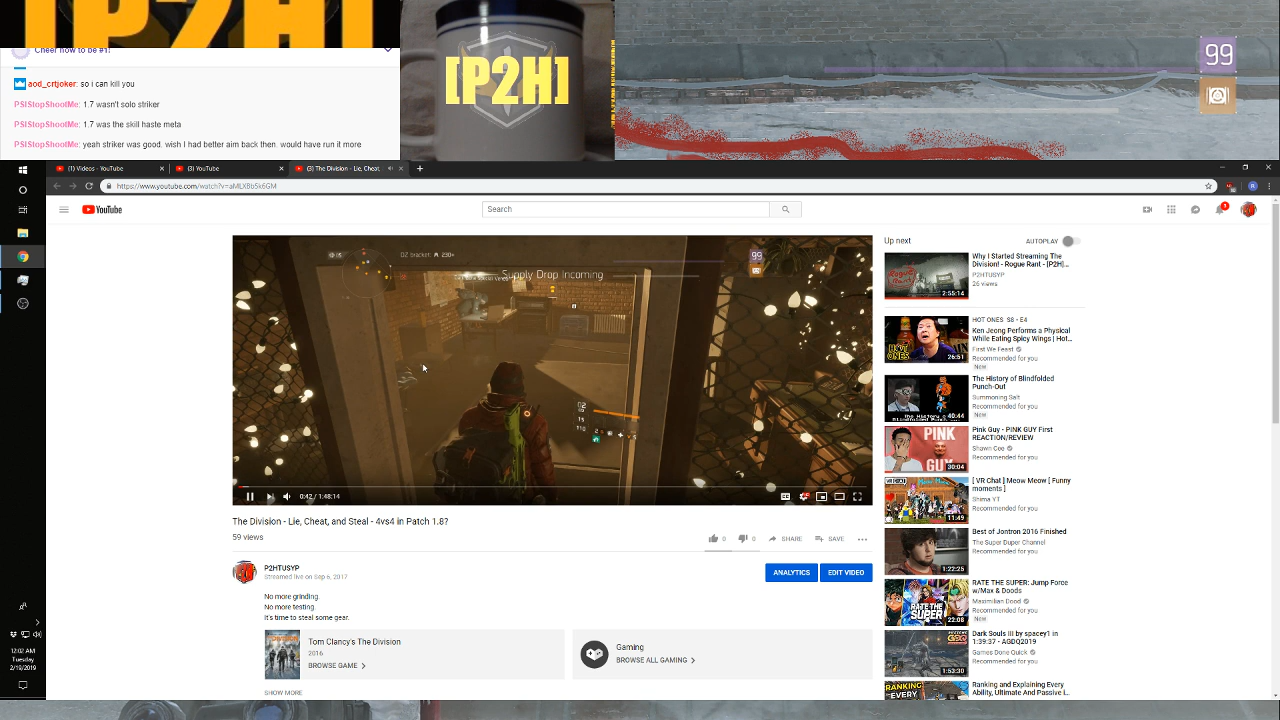 [P2H]
Cheer now to be #1!
aod_crtjoker: so i can kill you
PSIStopShootMe: 1.7 wasn't solo striker
PSIStopShootMe: 1.7 was the skill haste meta
PSIStopShootMe: yeah striker was good. wish I had better aim back then. would have run it more
[P2H]
99
(1) Videos - YouTube
(3) YouTube
(3) The Division - Lie, Cheat,
https://www.youtube.com/watch?v=aMLXBbSk6GM
YouTube
Search
DZ bracket: 230+
99
Supply Drop Incoming
0:42 / 1:48:14
The Division - Lie, Cheat, and Steal - 4vs4 in Patch 1.8?
59 views
0
0
SHARE
SAVE
P2HTUSYP
Streamed live on Sep 6, 2017
ANALYTICS
EDIT VIDEO
No more grinding.
No more testing.
It's time to steal some gear.
Tom Clancy's The Division
2016
BROWSE GAME
Gaming
BROWSE ALL GAMING
SHOW MORE
Up next
AUTOPLAY
Why I Started Streaming The
Division! - Rogue Rant - [P2H]...
P2HTUSYP
26 views
2:55:14
HOT ONES S8 • E4
Ken Jeong Performs a Physical
While Eating Spicy Wings | Hot...
First We Feast
Recommended for you
New
26:51
The History of Blindfolded
Punch-Out
Summoning Salt
Recommended for you
New
40:44
Pink Guy - PINK GUY First
REACTION/REVIEW
Shawn Cee
Recommended for you
PINK
GUY
30:04
[ VR Chat ] Meow Meow [ Funny
moments ]
Shima YT
Recommended for you
11:49
Best of Jontron 2016 Finished
The Super Duper Channel
Recommended for you
1:22:25
RATE THE SUPER: Jump Force
w/Max & Doods
Maximilian Dood
Recommended for you
New
RATE THE
SUPER
22:08
Dark Souls III by spacey1 in
1:39:37 - AGDQ2019
Games Done Quick
Recommended for you
1:53:30
Ranking and Explaining Every
Ability, Ultimate And Passive I...
RANKING
EVERY
12:02 AM
Tuesday
2/19/2019